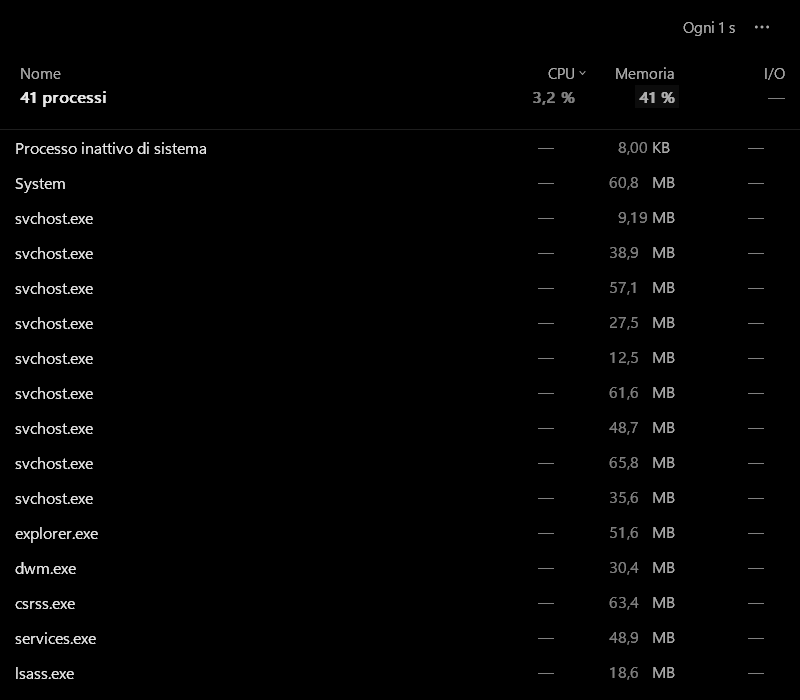 Ogni 1 s ···
Nome CPU Memoria I/O
41 processi 3,2 % 41 % —
Processo inattivo di sistema — 8,00 KB —
System — 60,8 MB —
svchost.exe — 9,19 MB —
svchost.exe — 38,9 MB —
svchost.exe — 57,1 MB —
svchost.exe — 27,5 MB —
svchost.exe — 12,5 MB —
svchost.exe — 61,6 MB —
svchost.exe — 48,7 MB —
svchost.exe — 65,8 MB —
svchost.exe — 35,6 MB —
explorer.exe — 51,6 MB —
dwm.exe — 30,4 MB —
csrss.exe — 63,4 MB —
services.exe — 48,9 MB —
lsass.exe — 18,6 MB —